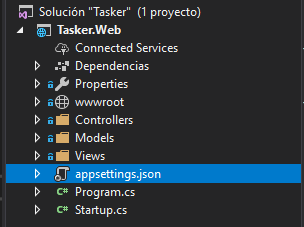 Solución "Tasker" (1 proyecto)
Tasker.Web
Connected Services
Dependencias
Properties
wwwroot
Controllers
Models
Views
appsettings.json
C# Program.cs
C# Startup.cs